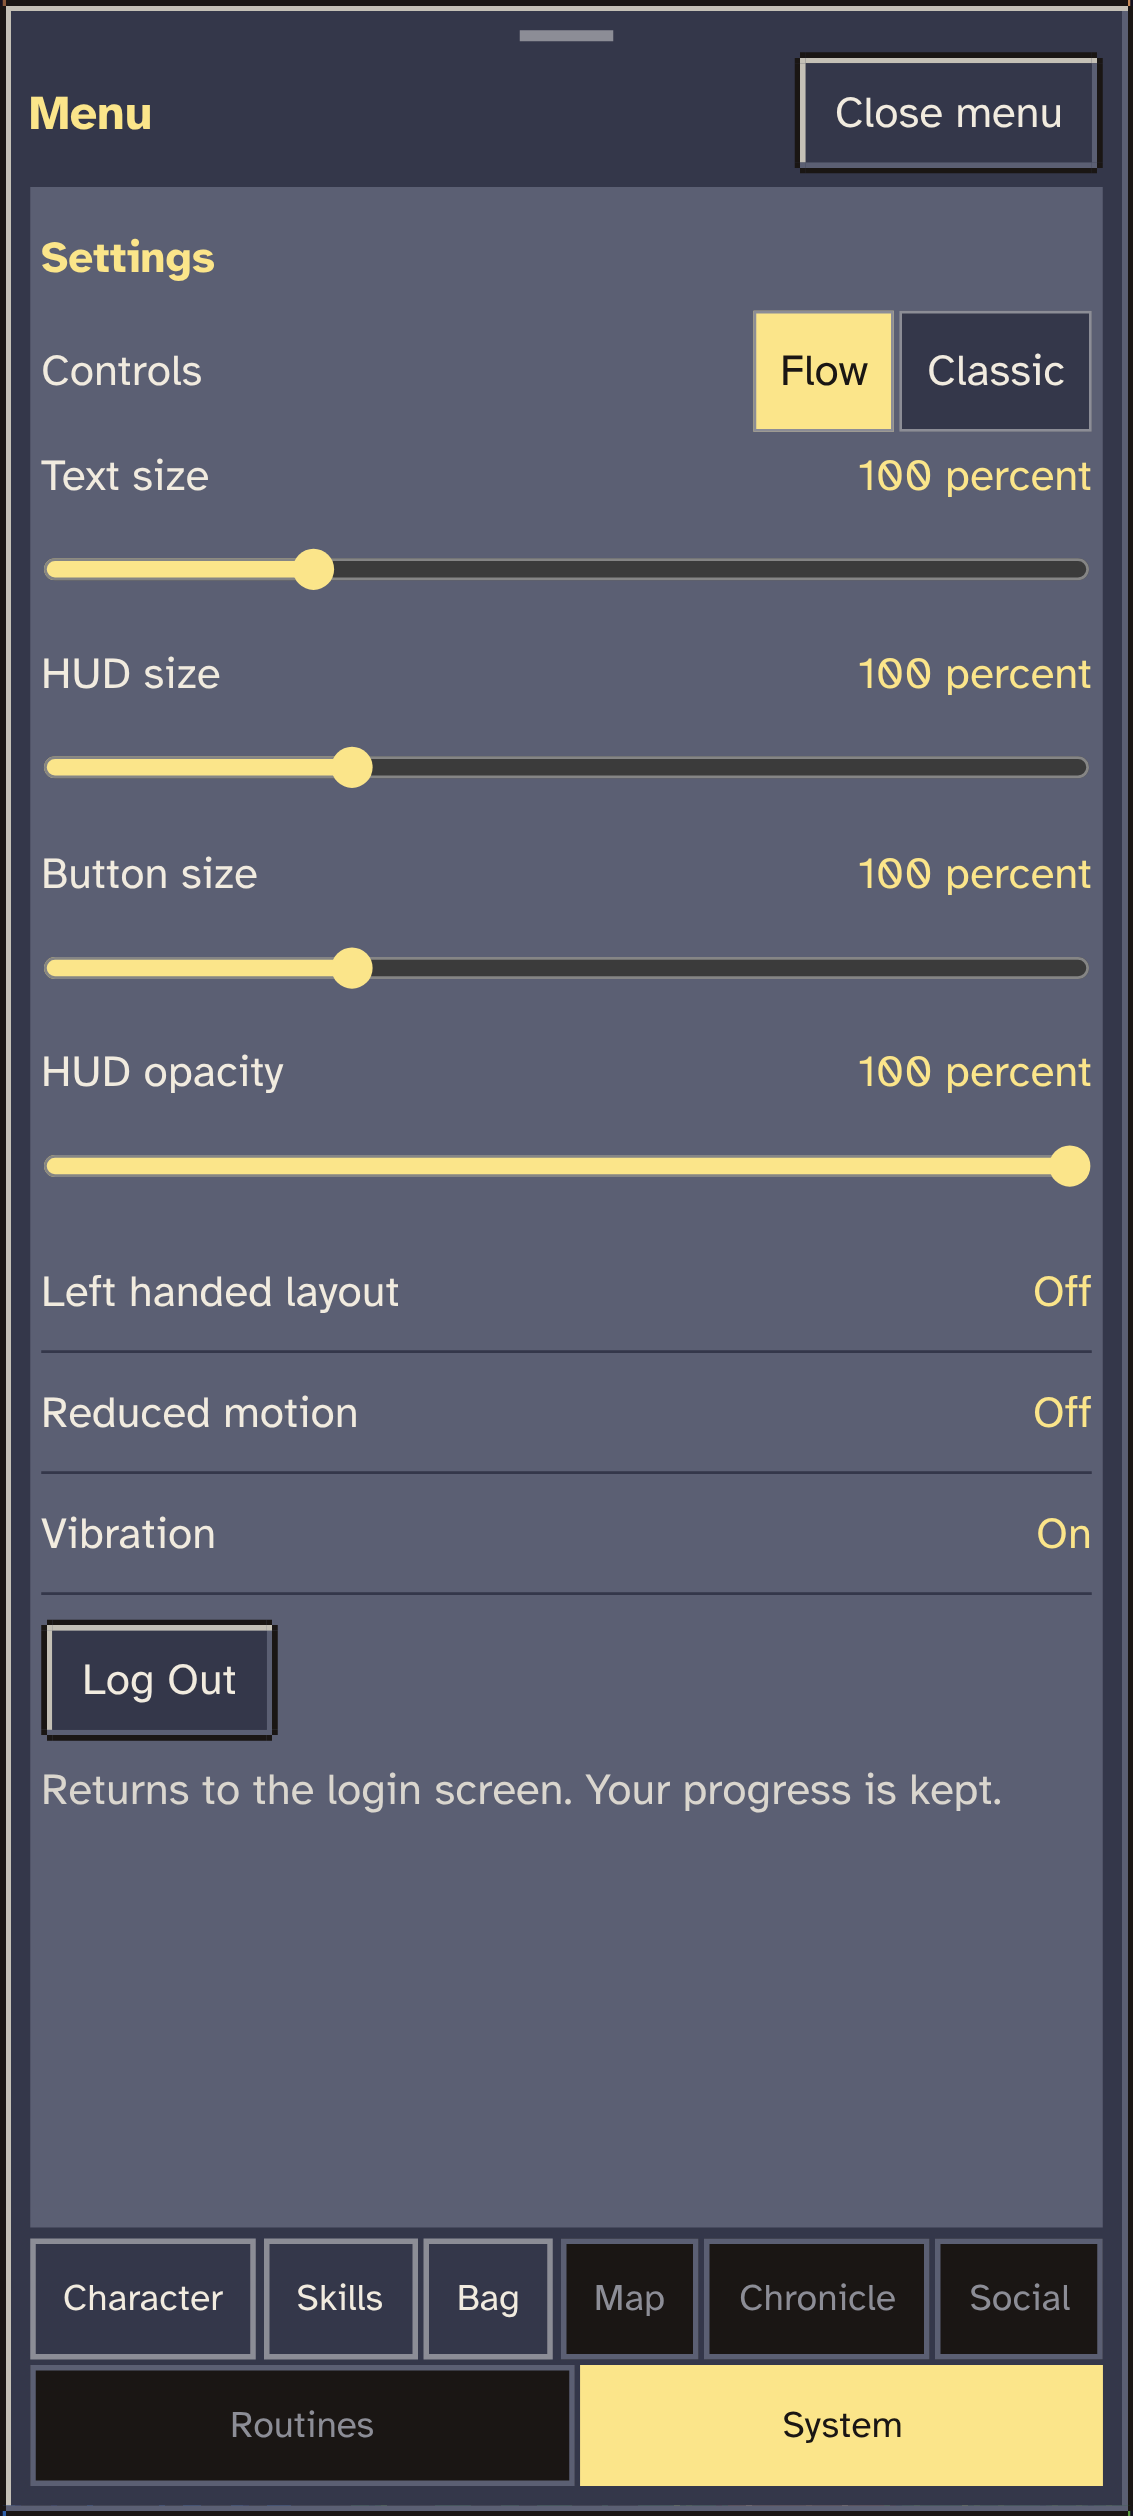 Menu
Close menu
Settings
Controls
Flow
Classic
Text size
100 percent
HUD size
100 percent
Button size
100 percent
HUD opacity
100 percent
Left handed layout
Off
Reduced motion
Off
Vibration
On
Log Out
Returns to the login screen. Your progress is kept.
Character
Skills
Bag
Map
Chronicle
Social
Routines
System